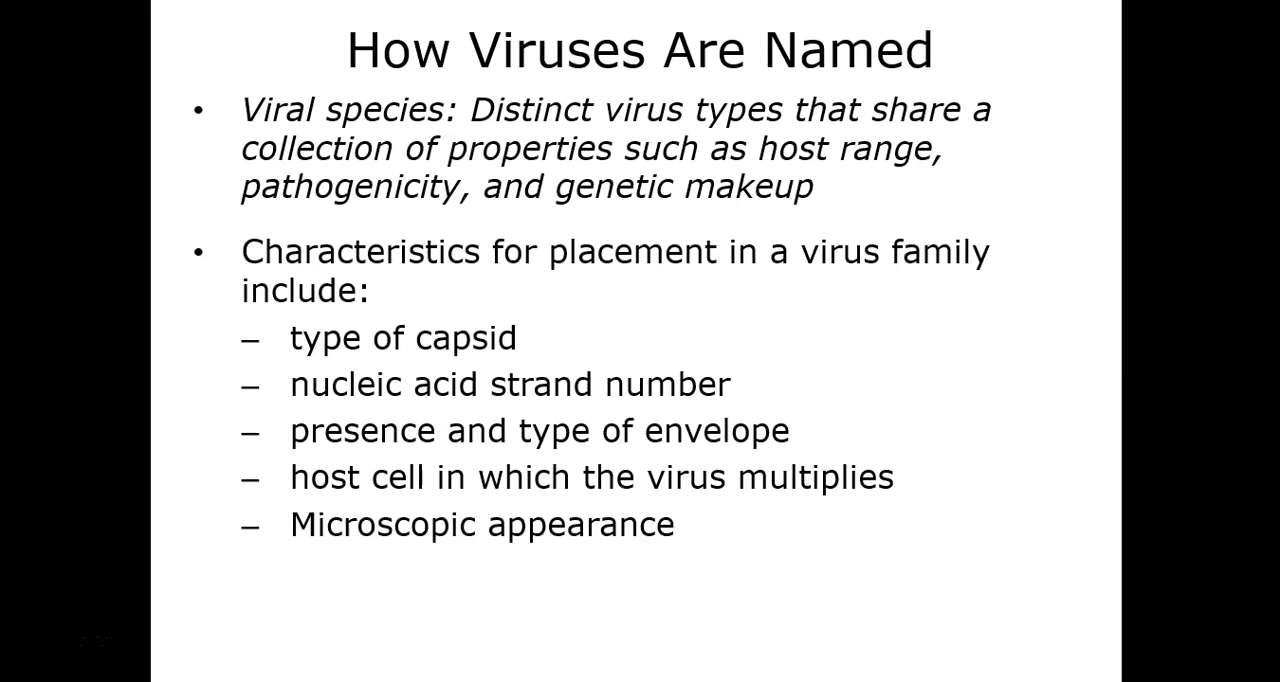 How Viruses Are Named
• Viral species: Distinct virus types that share a
collection of properties such as host range,
pathogenicity, and genetic makeup
• Characteristics for placement in a virus family
include:
– type of capsid
– nucleic acid strand number
– presence and type of envelope
– host cell in which the virus multiplies
– Microscopic appearance